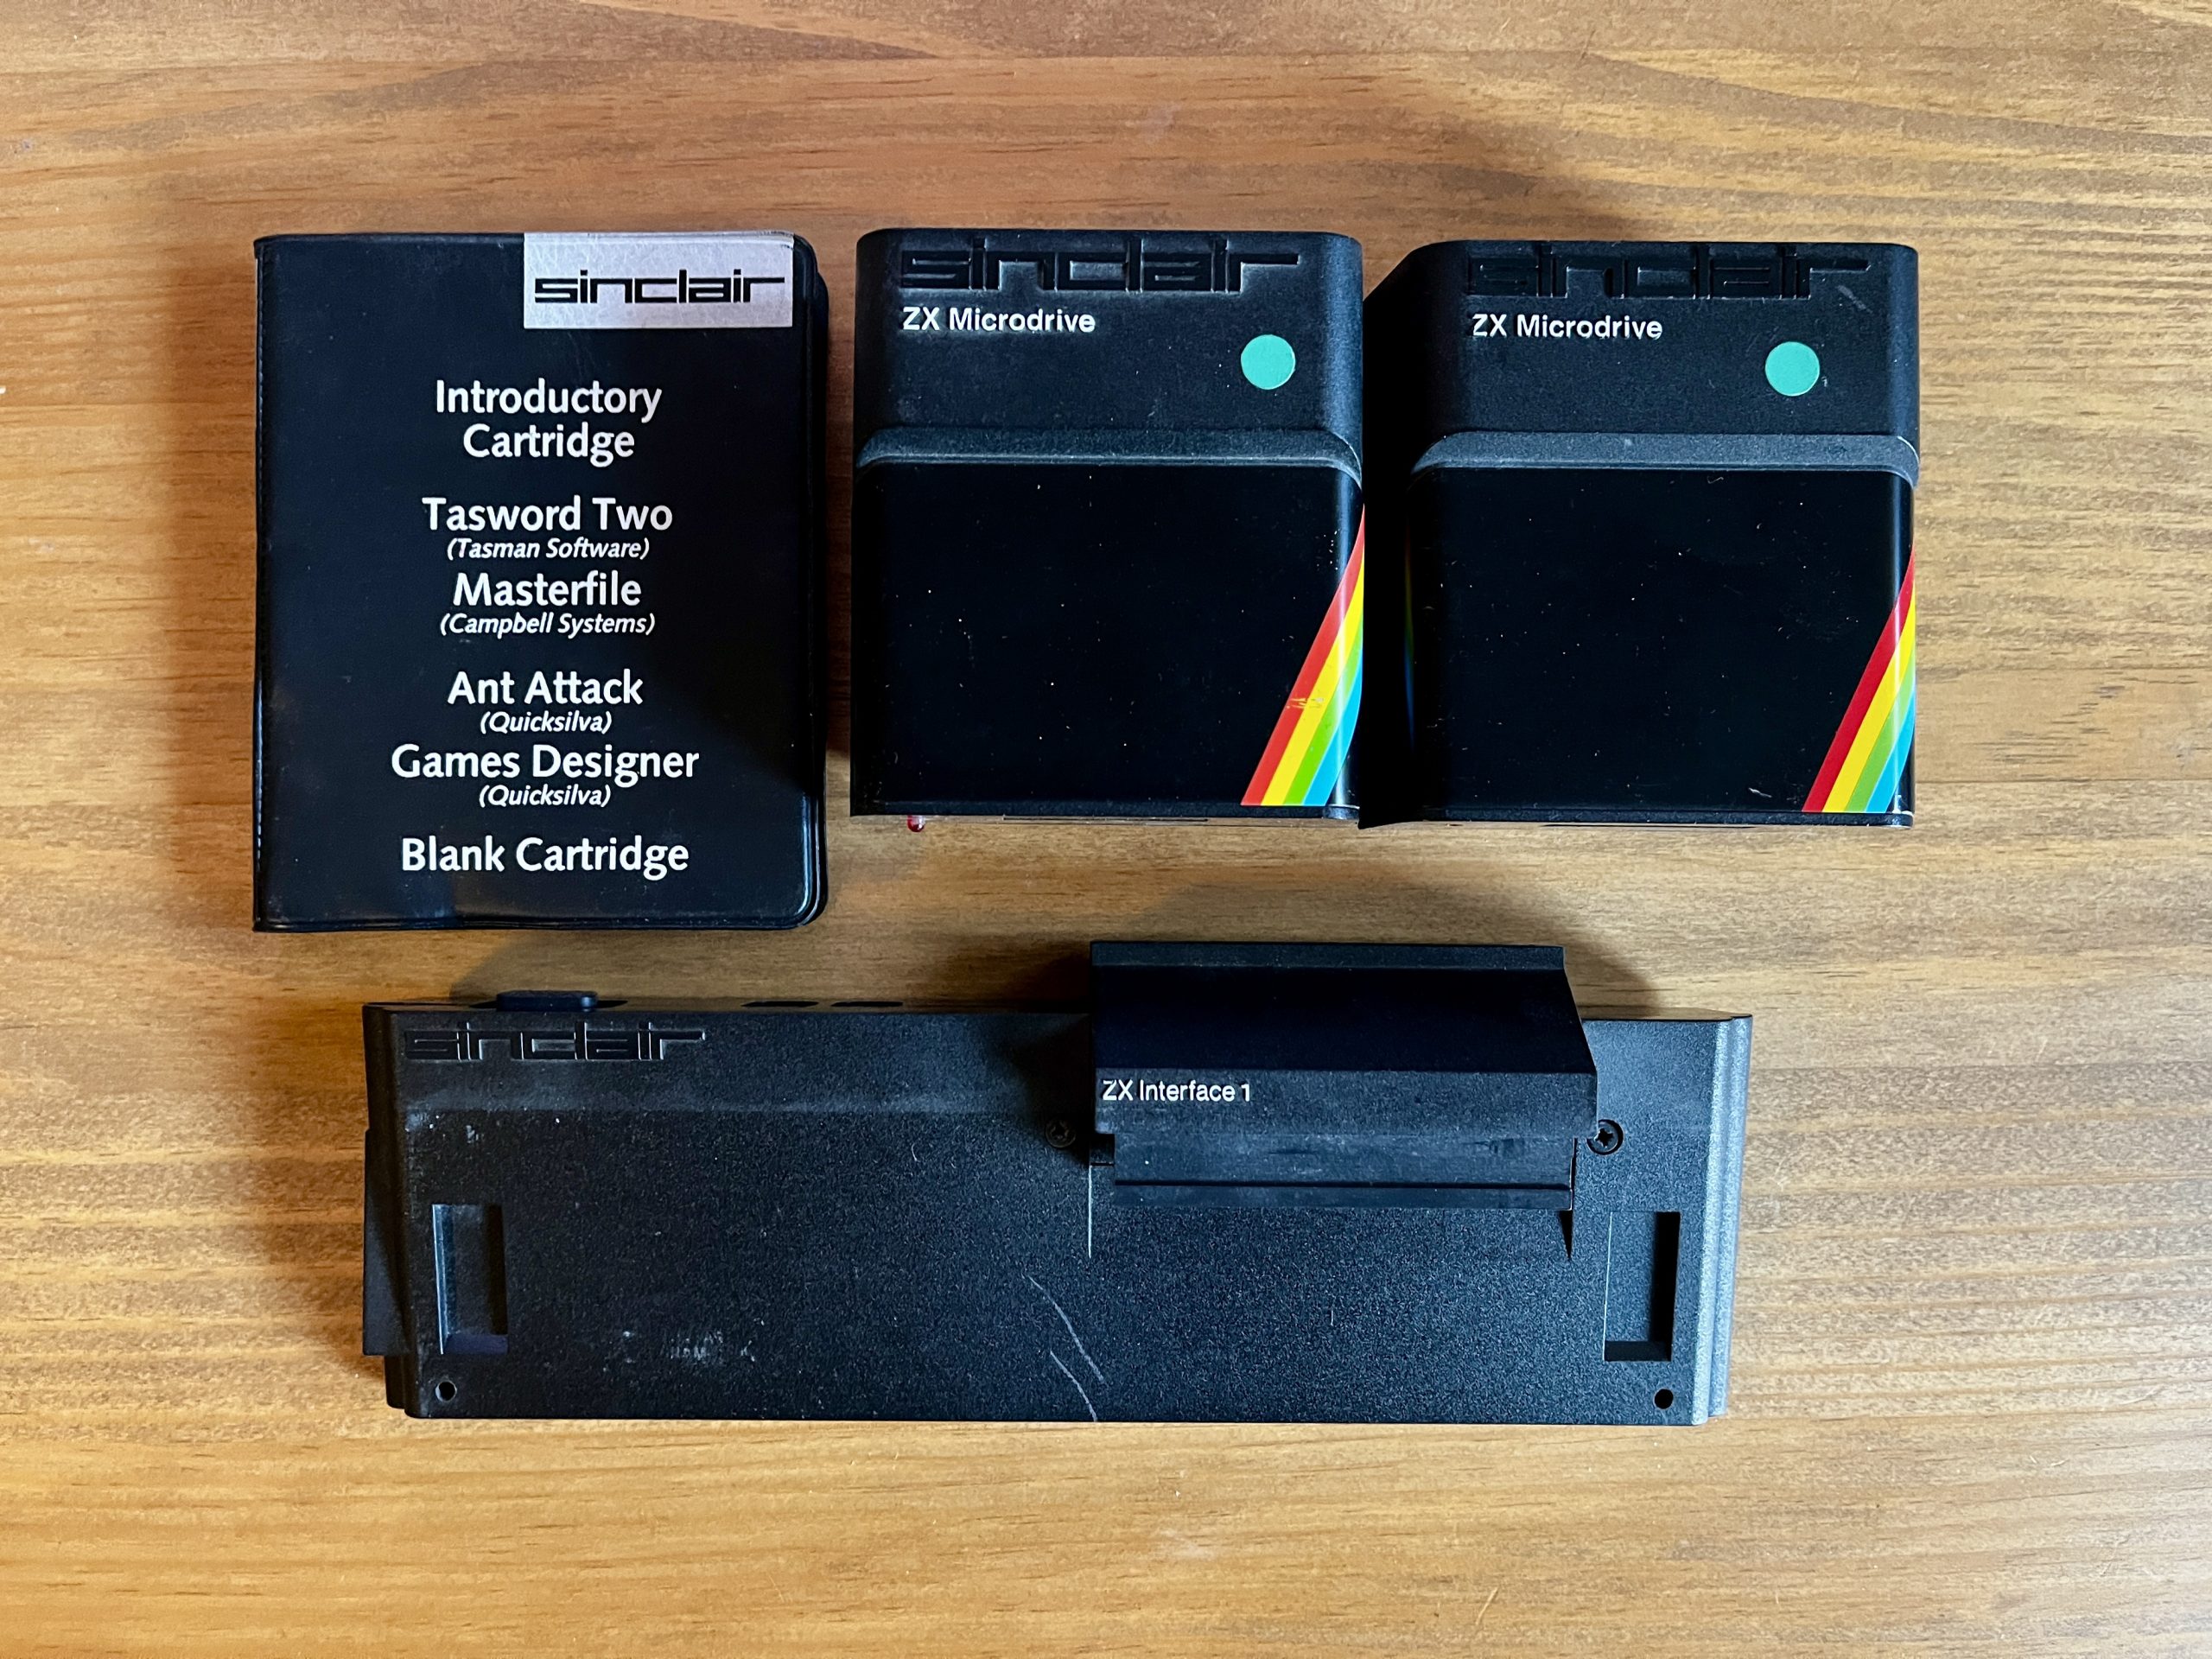 sinclair
Introductory
Cartridge
Tasword Two
(Tasman Software)
Masterfile
(Campbell Systems)
Ant Attack
(Quicksilva)
Games Designer
(Quicksilva)
Blank Cartridge
sinclair
ZX Microdrive
sinclair
ZX Microdrive
sinclair
ZX Interface 1